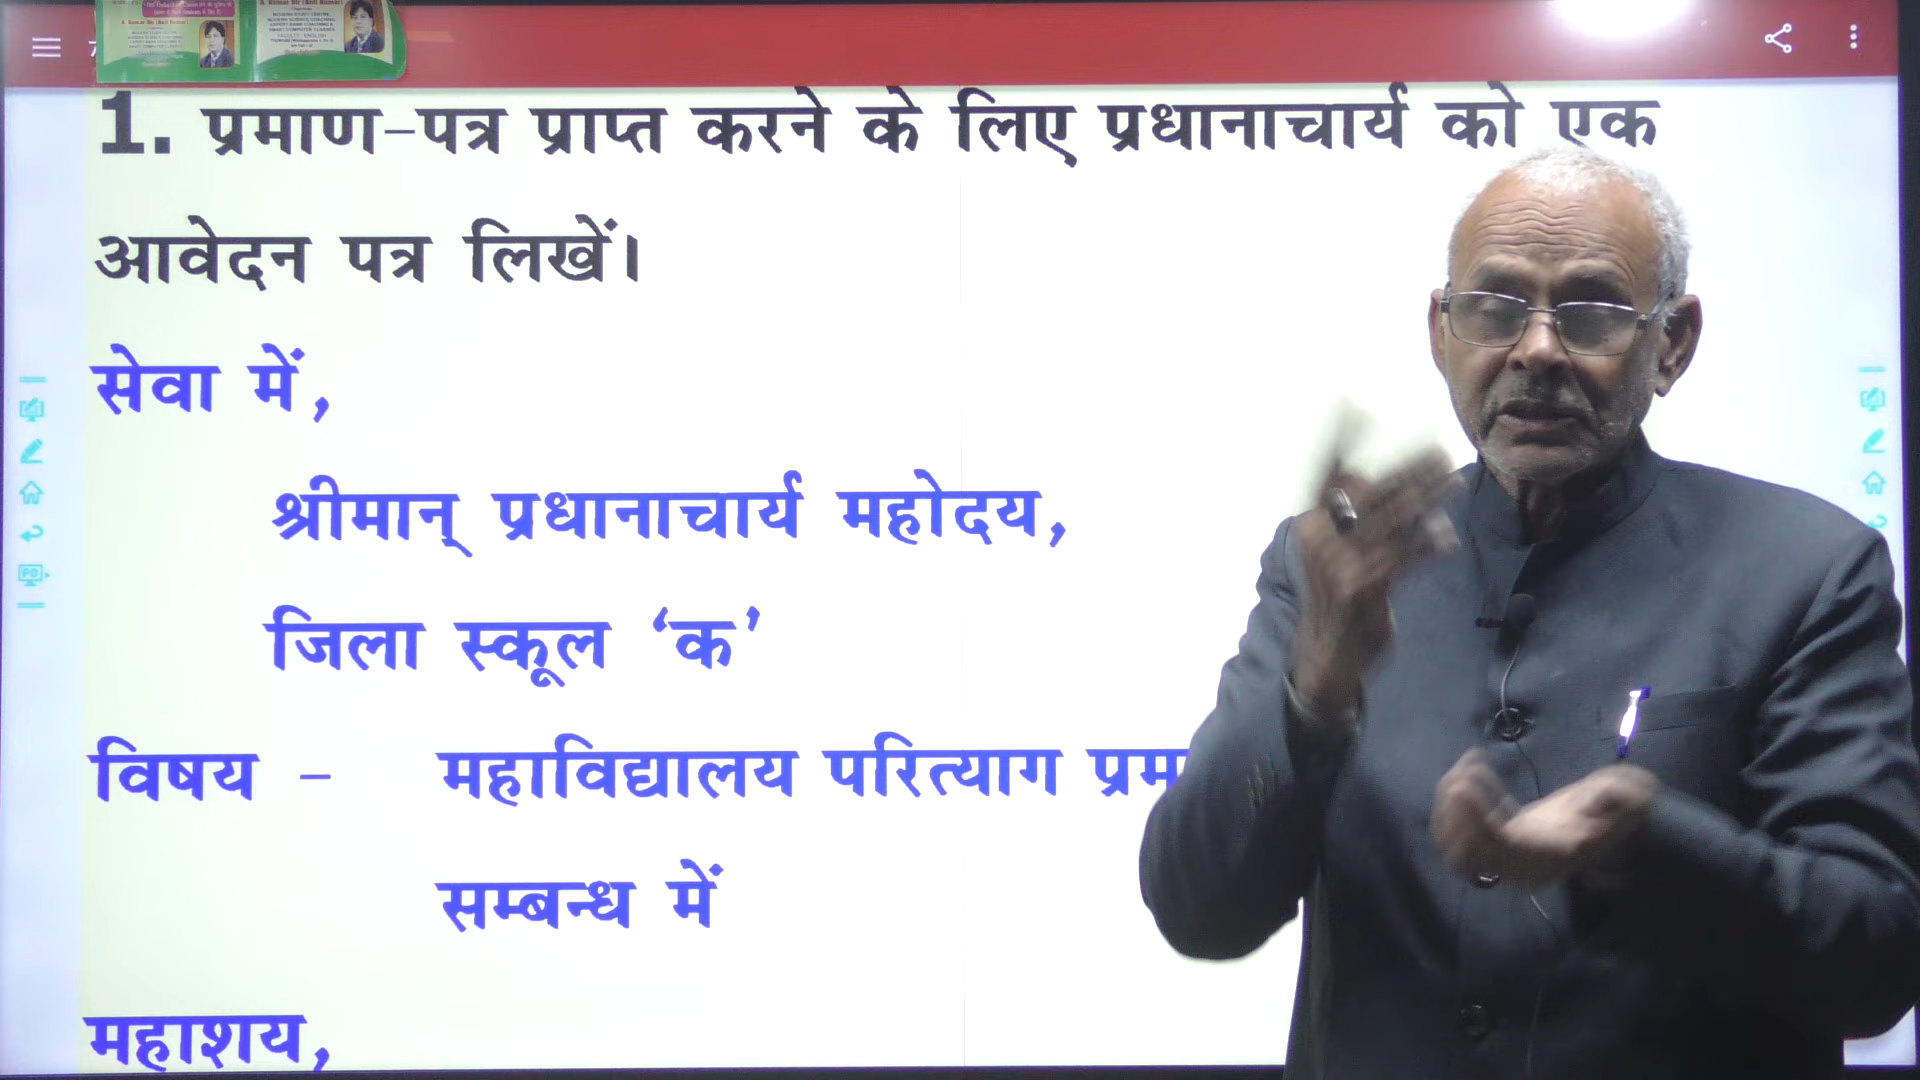 1. प्रमाण-पत्र प्राप्त करने के लिए प्रधानाचार्य को एक
आवेदन पत्र लिखें।
सेवा में,
श्रीमान् प्रधानाचार्य महोदय,
जिला स्कूल ‘क’
विषय - महाविद्यालय परित्याग
सम्बन्ध में
महाशय,